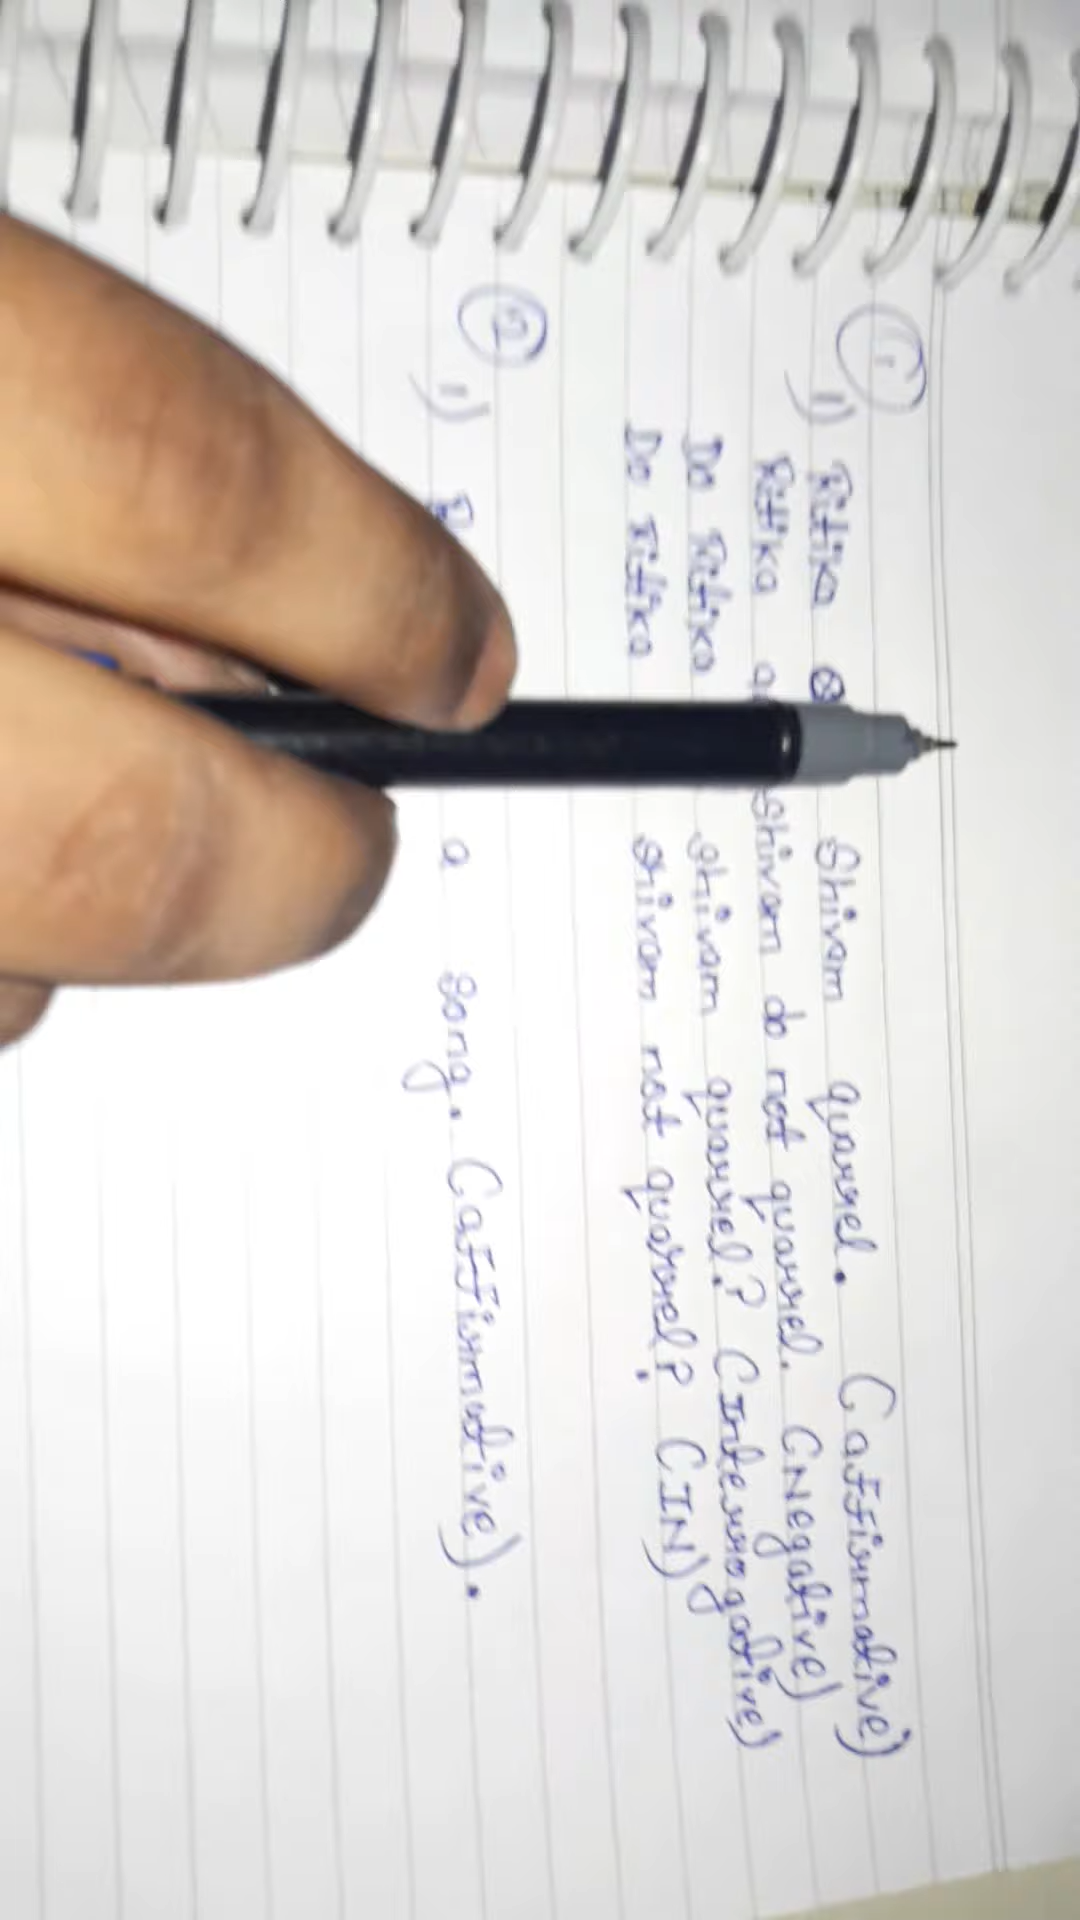 ①
1) Ritika Shivam quarrel. (affirmative)
Ritika Shivam do not quarrel. (Negative)
Do Ritika Shivam quarrel? (Interrogative)
Do Ritika Shivam not quarrel? (IN)
②
1) a song. (affirmative).